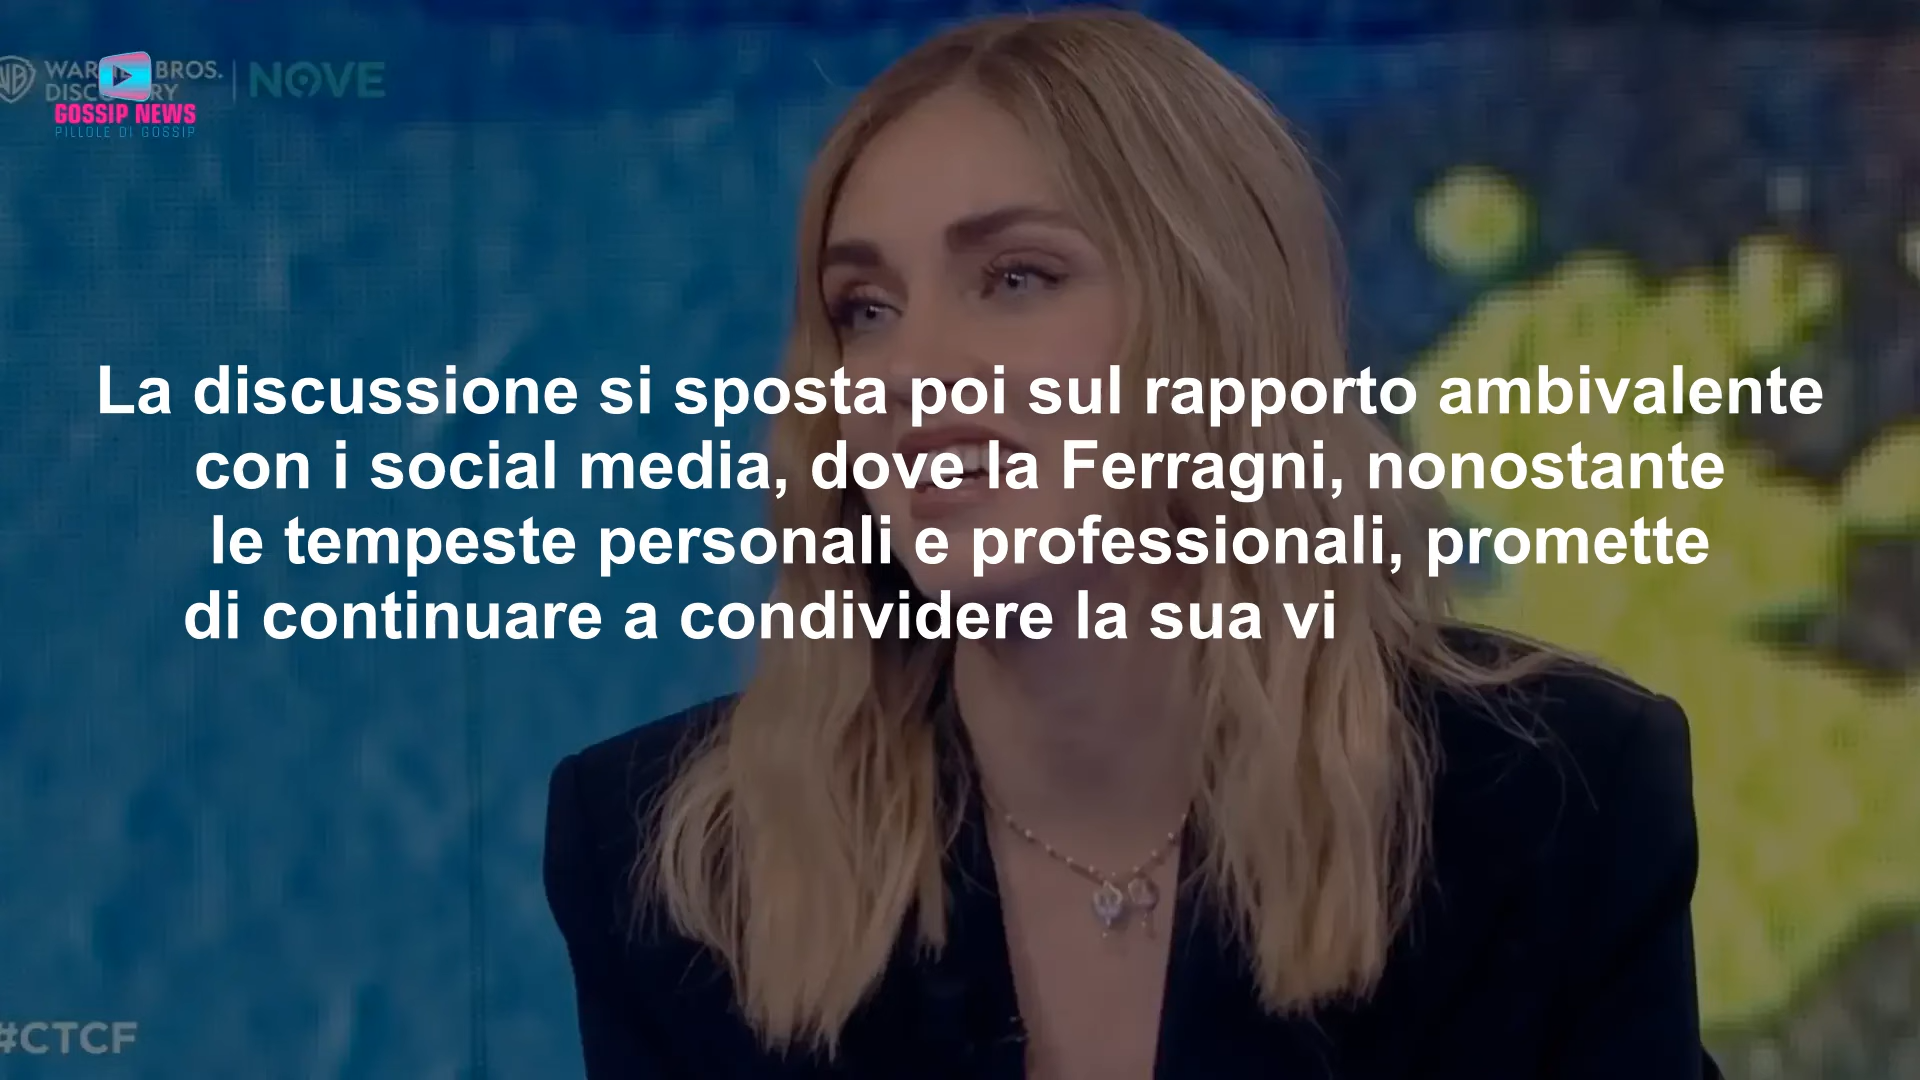 WARNER BROS.
DISCOVERY
NOVE
GOSSIP NEWS
PILLOLE DI GOSSIP
La discussione si sposta poi sul rapporto ambivalente
con i social media, dove la Ferragni, nonostante
le tempeste personali e professionali, promette
di continuare a condividere la sua vi
#CTCF